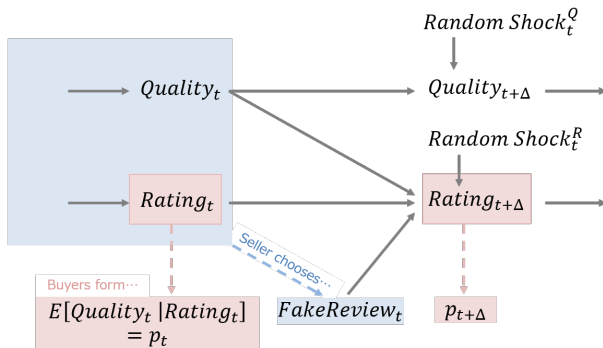 Random Shock_t^Q
Quality_t
Quality_{t+Δ}
Random Shock_t^R
Rating_t
Rating_{t+Δ}
Seller chooses…
Buyers form…
E[Quality_t |Rating_t]
= p_t
FakeReview_t
p_{t+Δ}